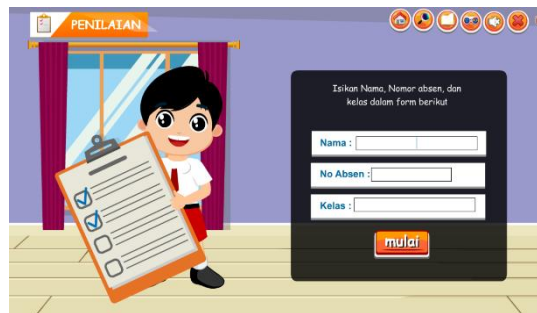 PENILAIAN
Isikan Nama, Nomor absen, dan
kelas dalam form berikut
Nama :
No Absen :
Kelas :
mulai